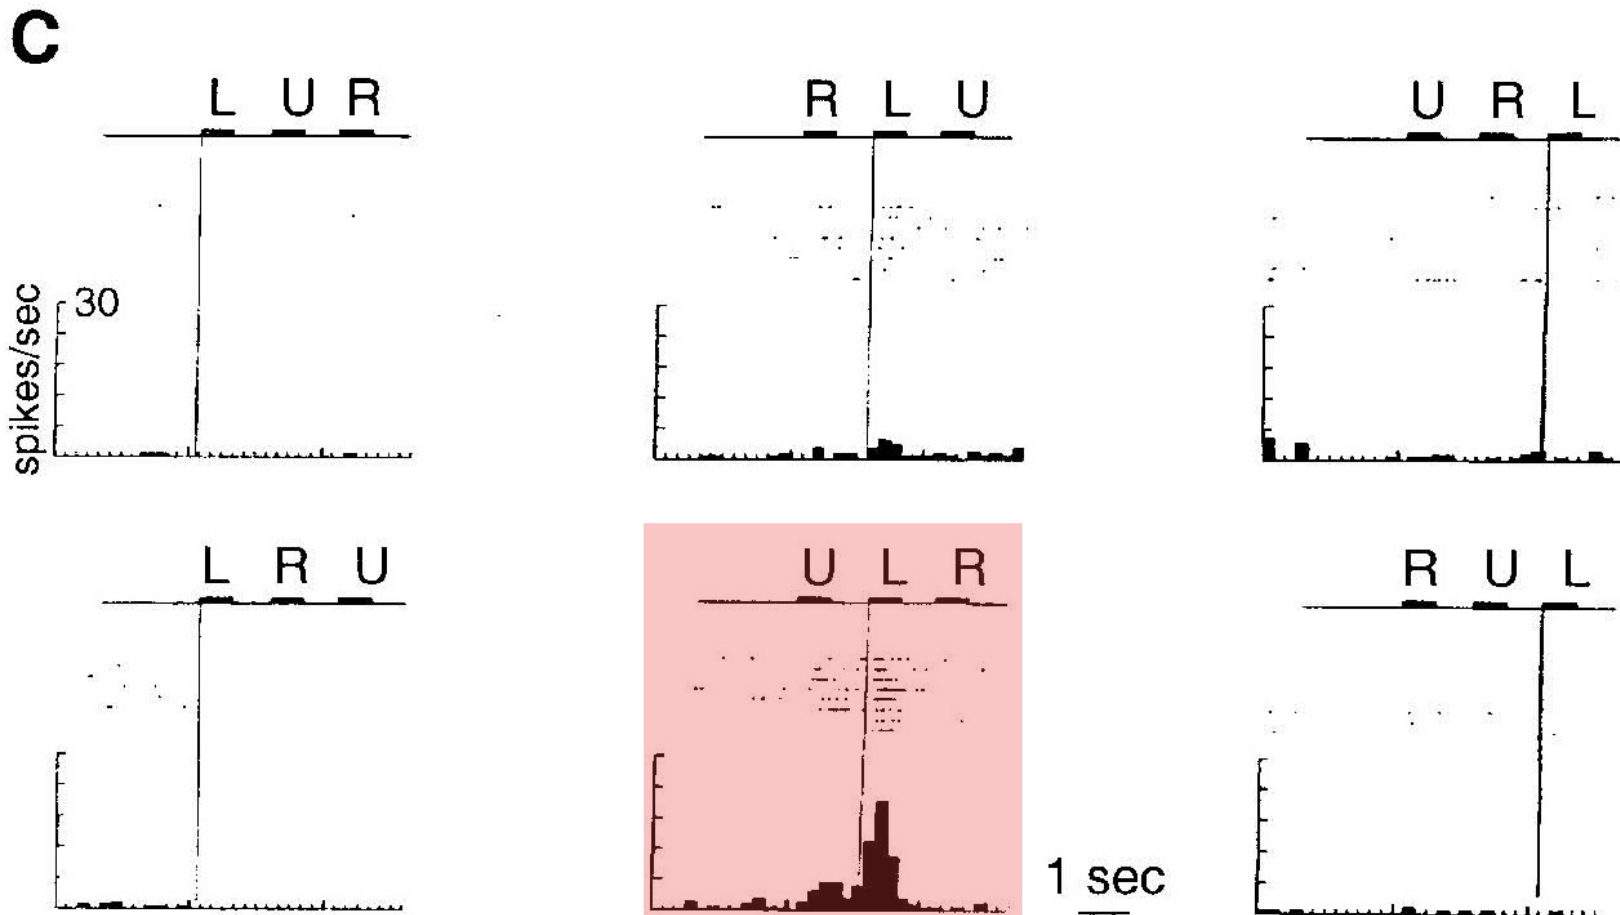 C
L U R
R L U
U R L
30
spikes/sec
L R U
U L R
R U L
1 sec